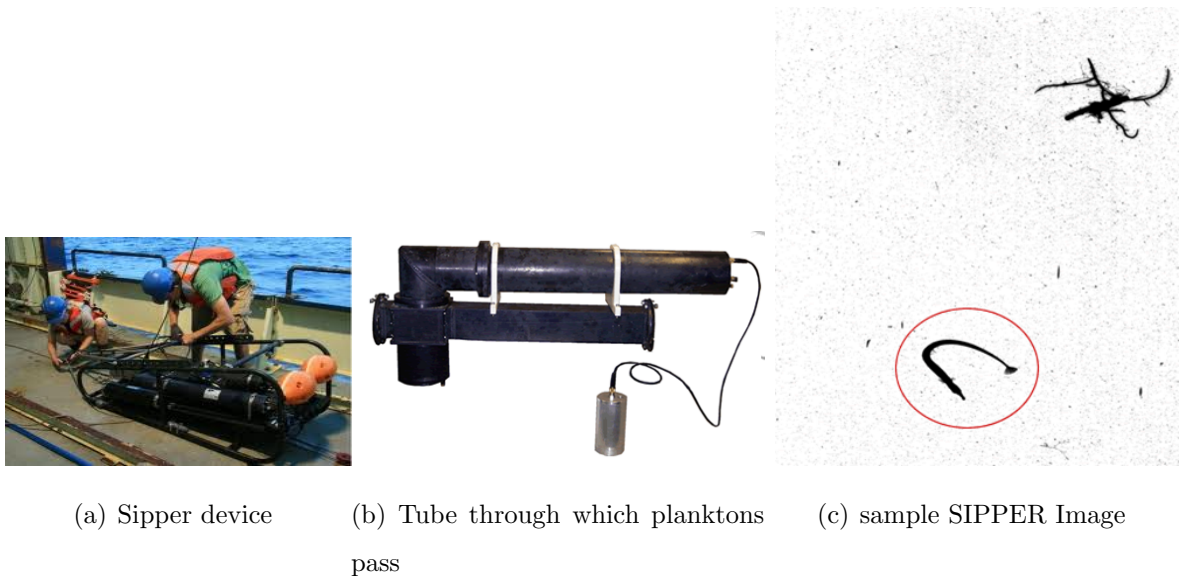 (a) Sipper device
(b) Tube through which planktons
pass
(c) sample SIPPER Image